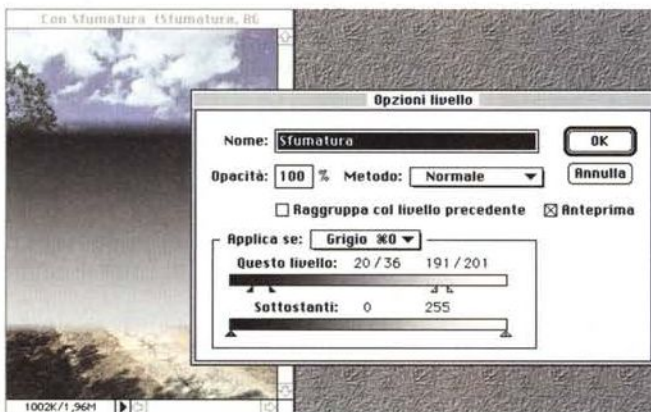 Con Sfumatura (Sfumatura, RG
Opzioni livello
Nome: Sfumatura
OK
Opacità: 100 % Metodo: Normale
Annulla
Raggruppa col livello precedente
Anteprima
Applica se: Grigio ⌘0
Questo livello: 20/36 191/201
Sottostanti: 0 255
1002K/1,96M